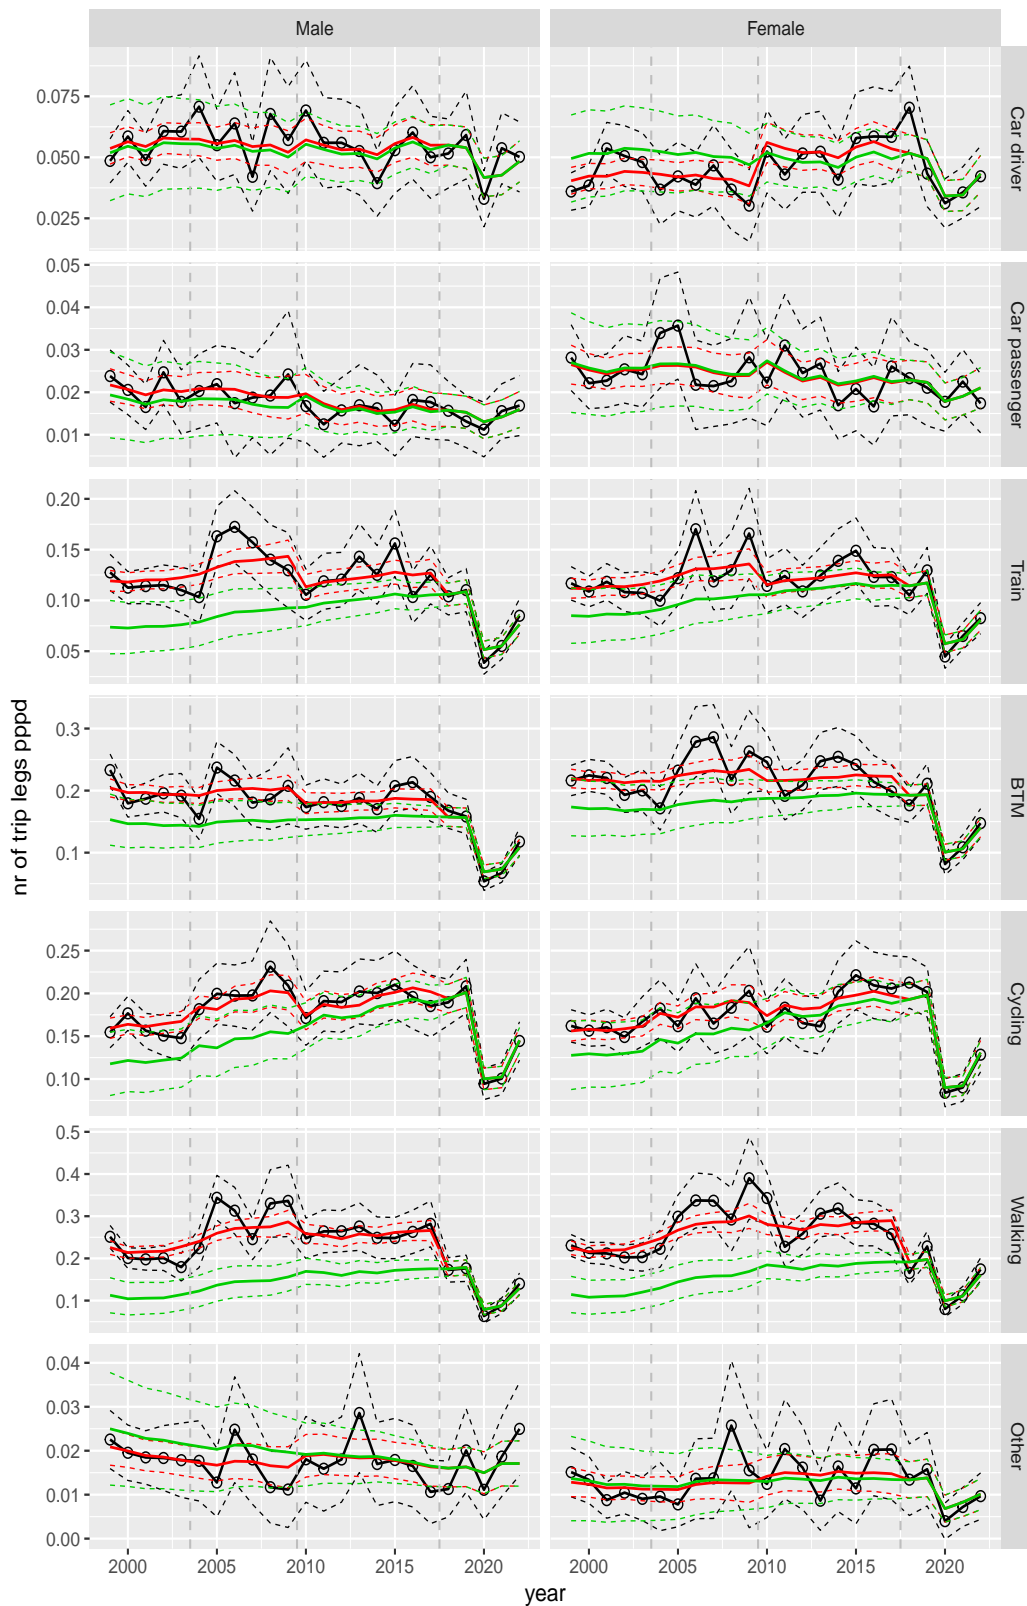 Male Female
0.075
0.050
0.025
Car driver
0.05
0.04
0.03
0.02
0.01
Car passenger
0.20
0.15
0.10
0.05
Train
0.3
0.2
0.1
BTM
0.25
0.20
0.15
0.10
Cycling
0.5
0.4
0.3
0.2
0.1
Walking
0.04
0.03
0.02
0.01
0.00
Other
2000 2005 2010 2015 2020 2000 2005 2010 2015 2020
year
nr of trip legs pppd